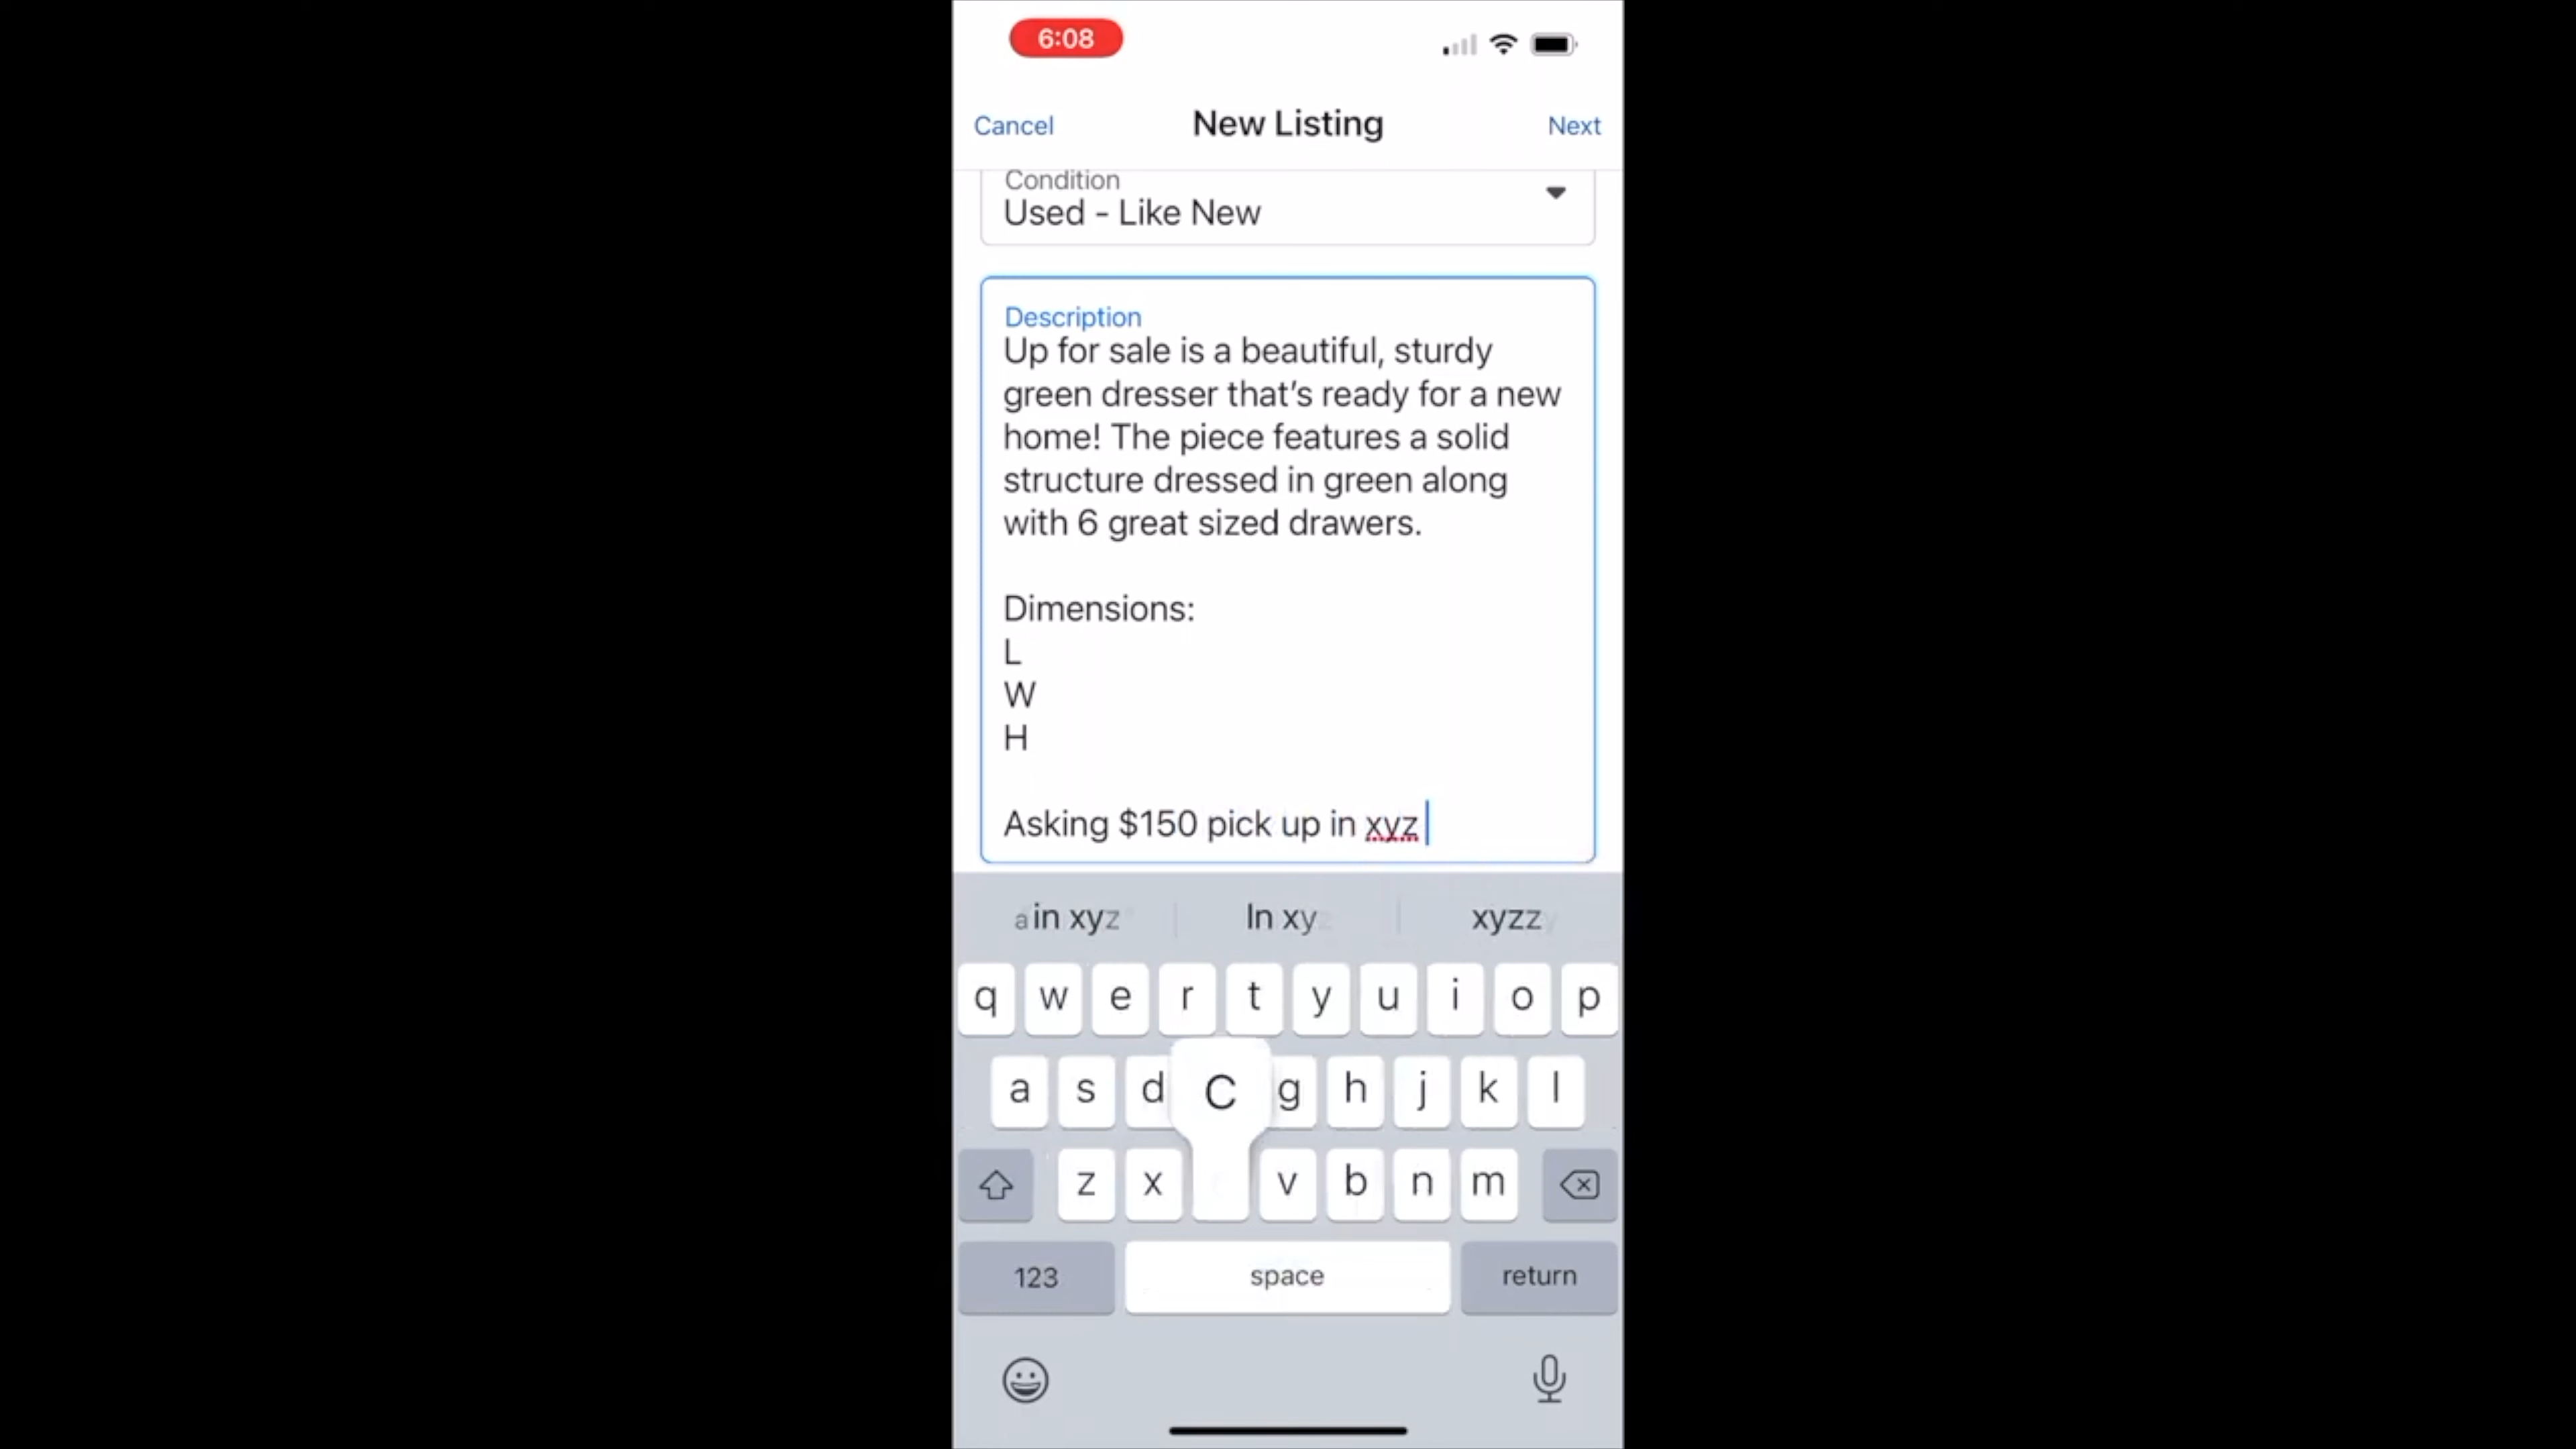 6:08
Cancel New Listing Next
Condition
Used - Like New
Description
Up for sale is a beautiful, sturdy
green dresser that's ready for a new
home! The piece features a solid
structure dressed in green along
with 6 great sized drawers.
Dimensions:
L
W
H
Asking $150 pick up in xyz
in xyz In xyz xyzz
q w e r t y u i o p
a s d C g h j k l
z x v b n m
123 space return